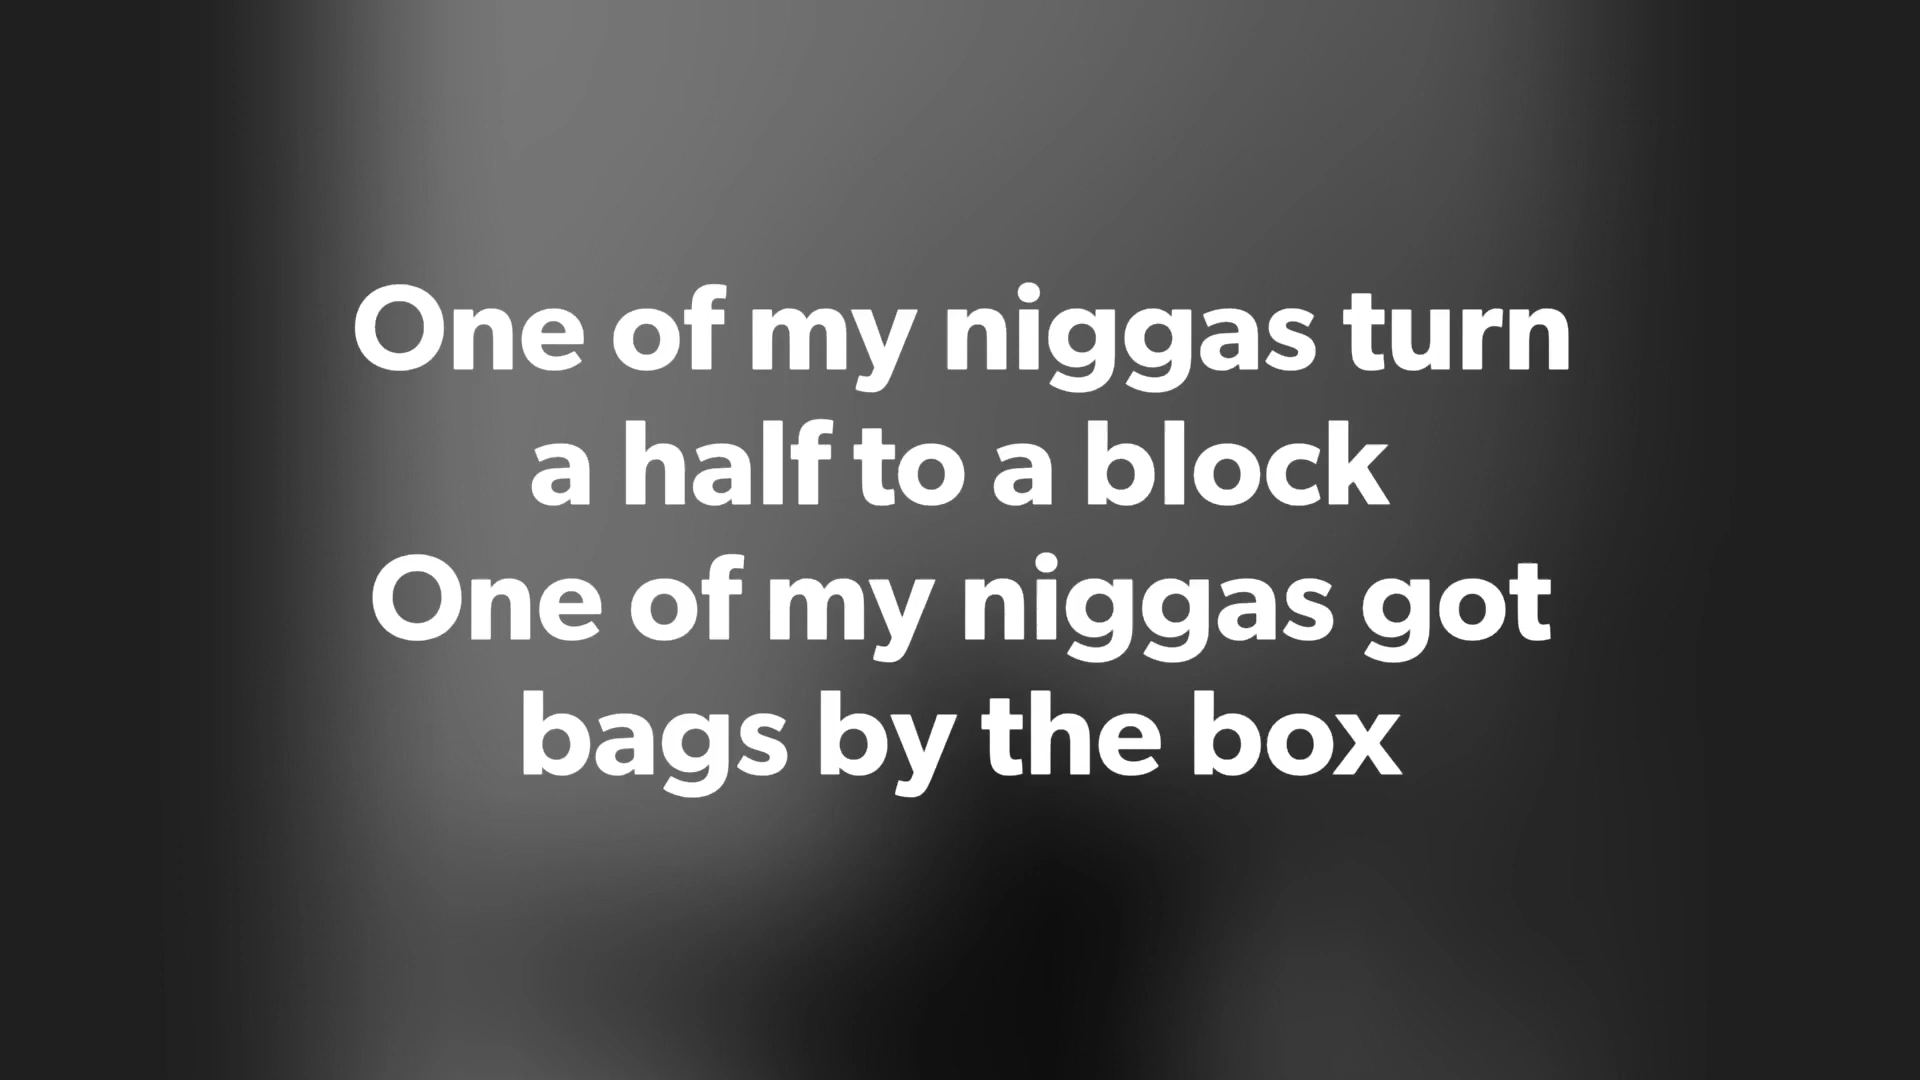 One of my niggas turn
a half to a block
One of my niggas got
bags by the box